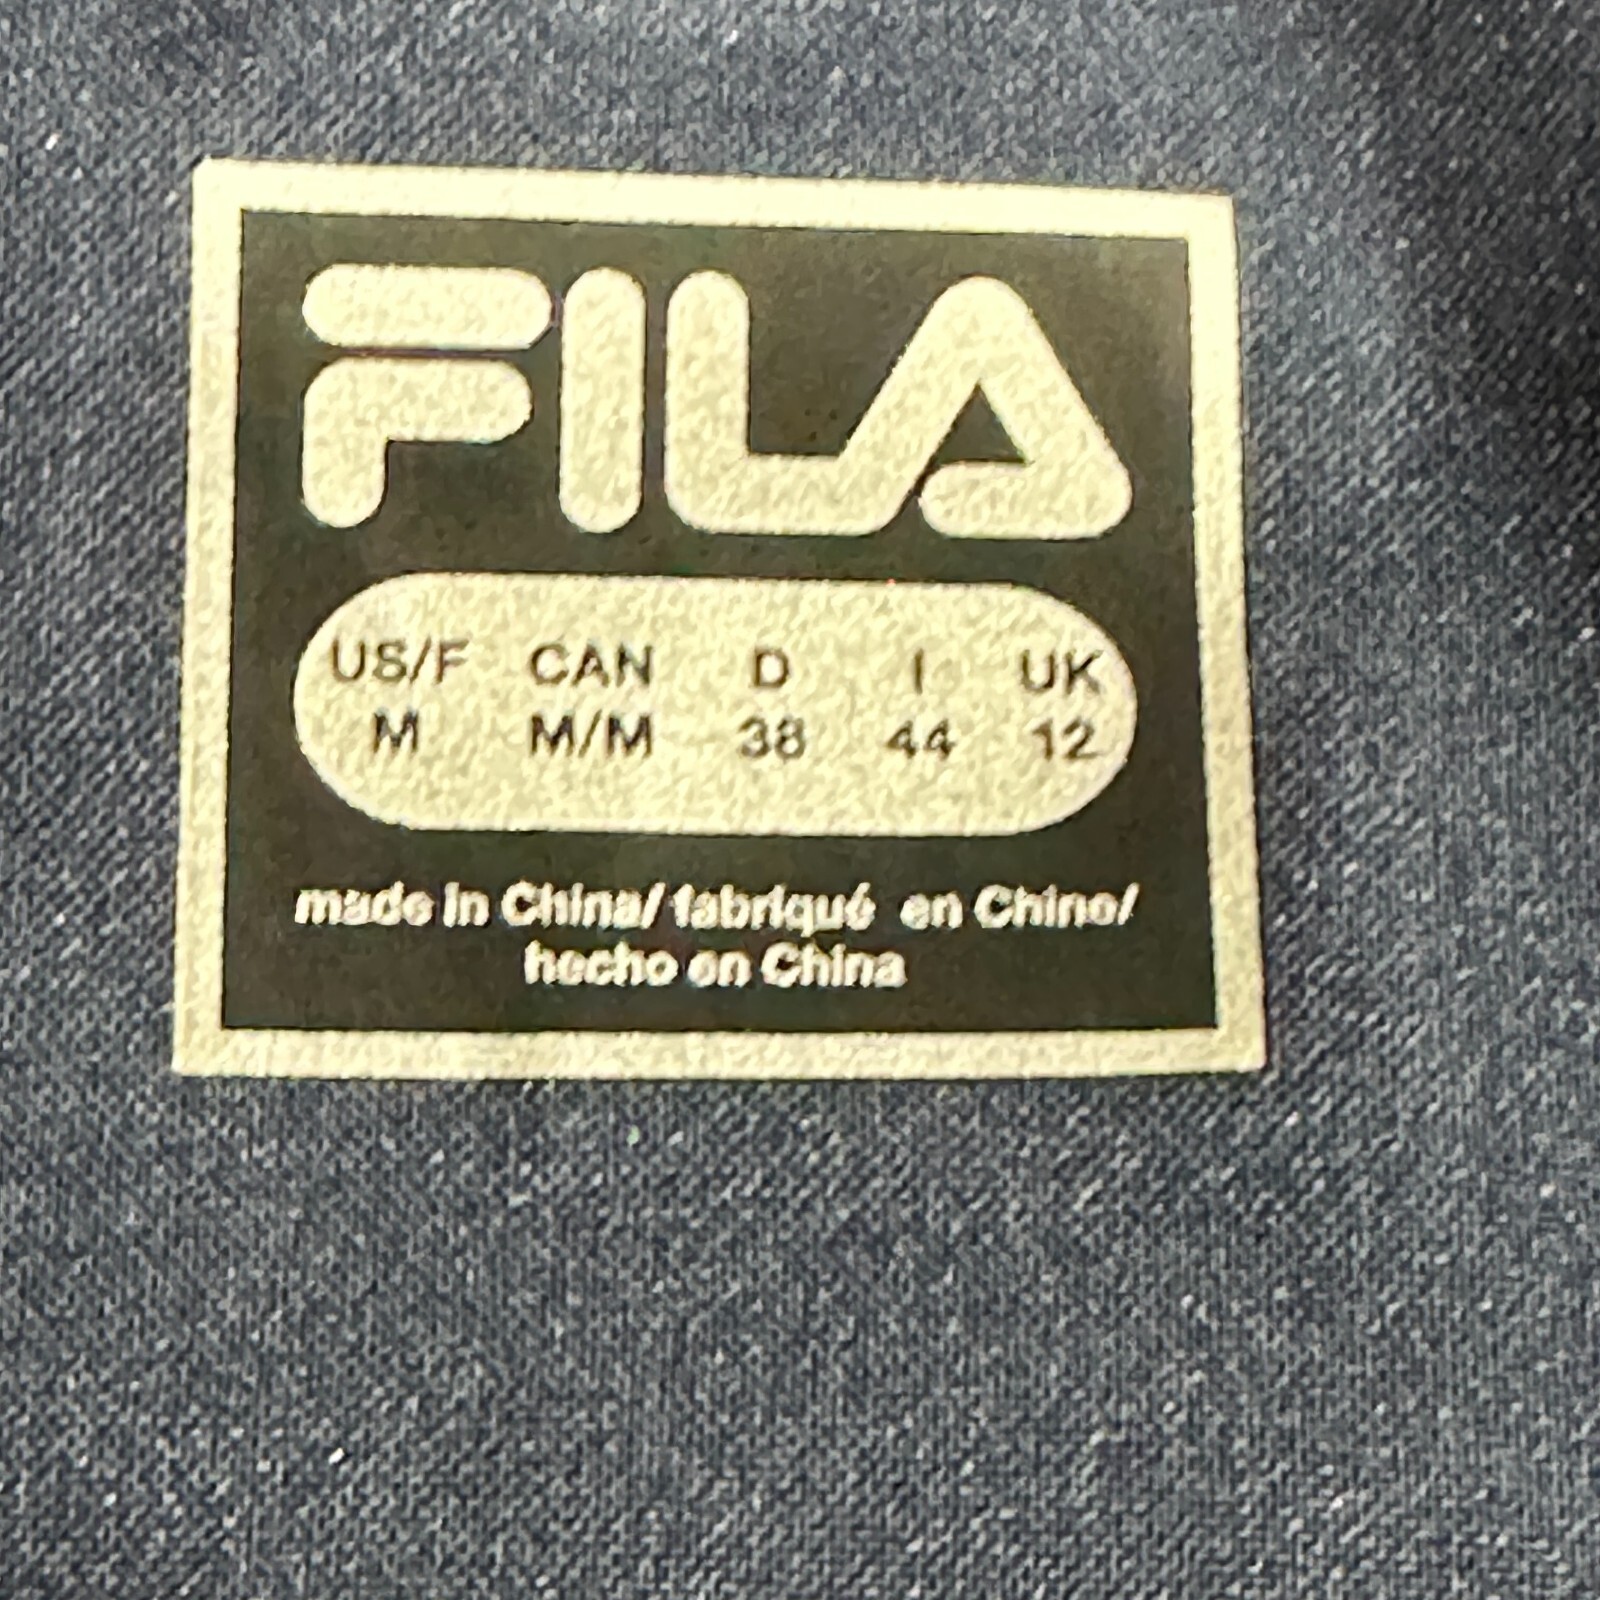 FILA
US/F CAN D I UK
M M/M 38 44 12
made in China/ fabriqué en Chine/
hecho en China